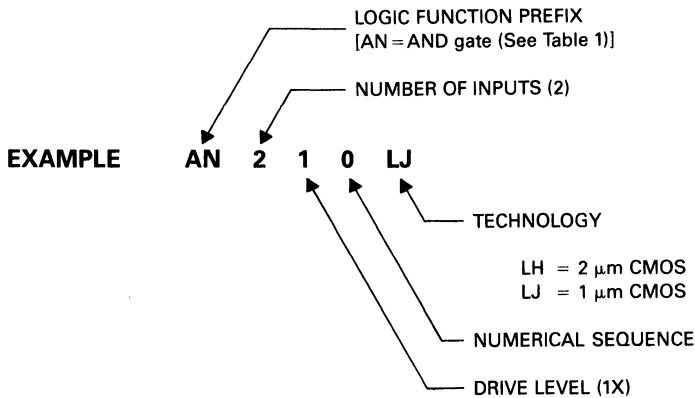 LOGIC FUNCTION PREFIX
[AN = AND gate (See Table 1)]
NUMBER OF INPUTS (2)
EXAMPLE AN 2 1 0 LJ
TECHNOLOGY
LH = 2 μm CMOS
LJ = 1 μm CMOS
NUMERICAL SEQUENCE
DRIVE LEVEL (1X)